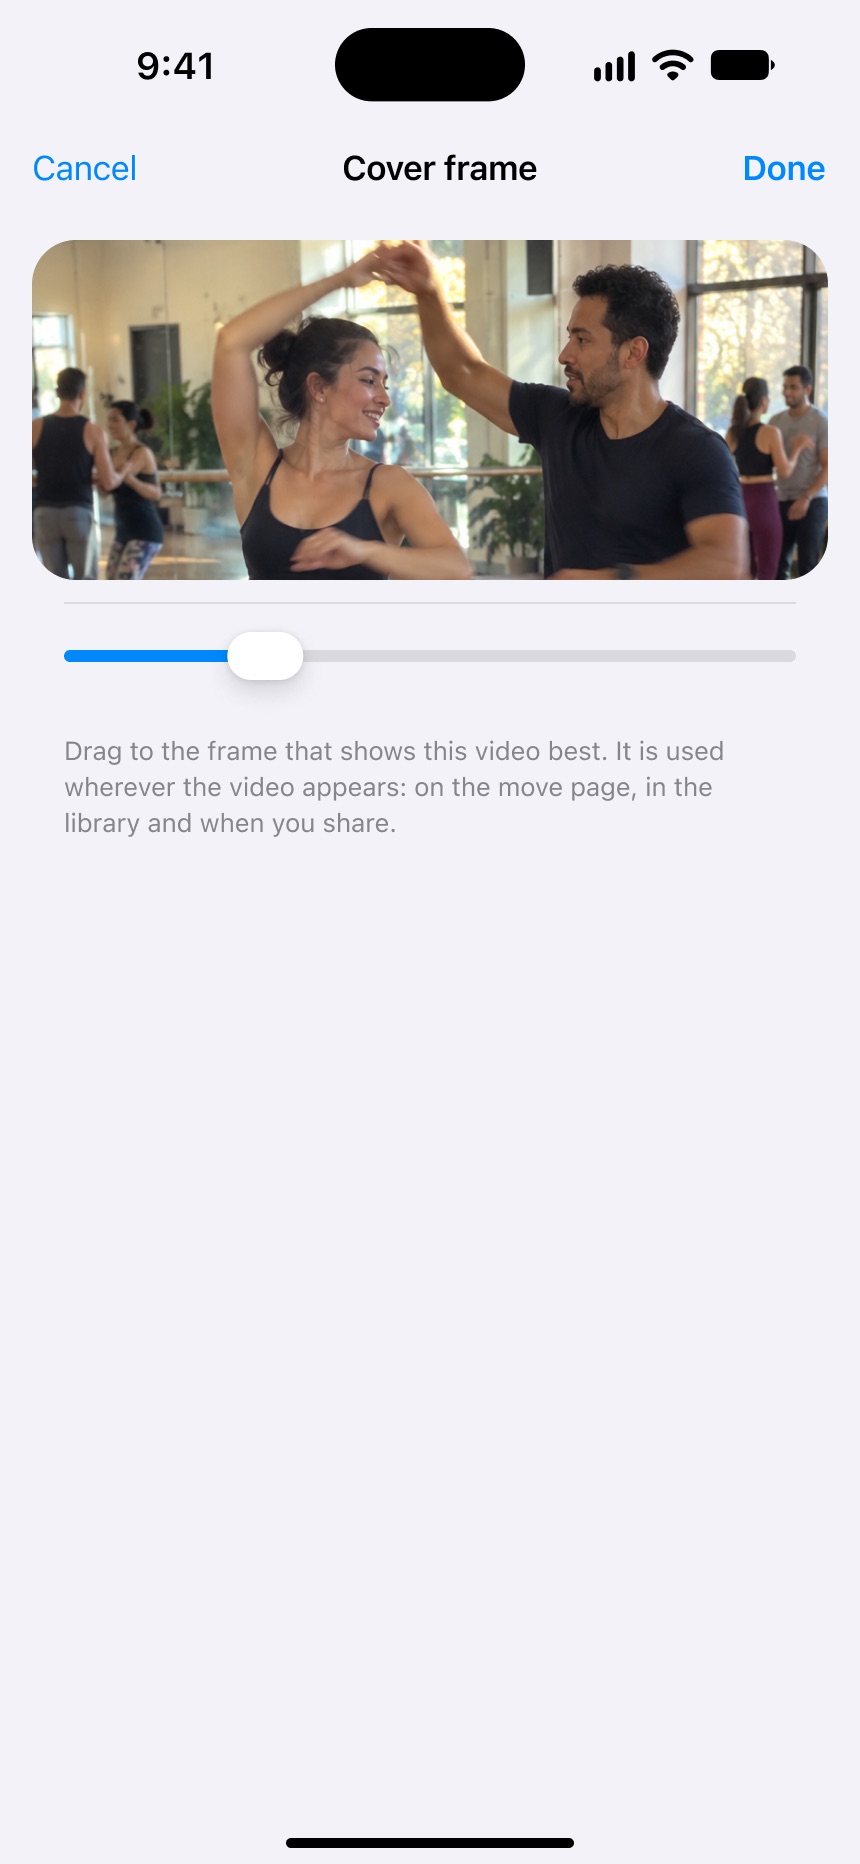 9:41
Cancel
Cover frame
Done
Drag to the frame that shows this video best. It is used
wherever the video appears: on the move page, in the
library and when you share.